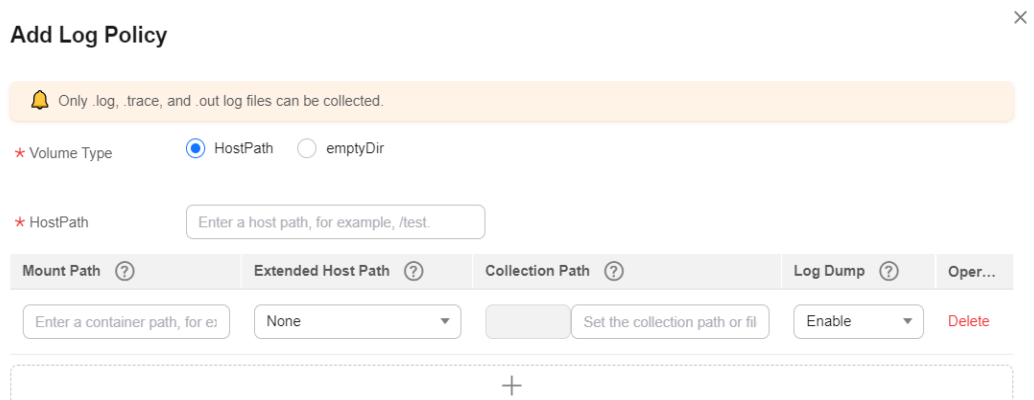 Add Log Policy
Only .log, .trace, and .out log files can be collected.
* Volume Type HostPath emptyDir
* HostPath Enter a host path, for example, /test.
Mount Path ? Extended Host Path ? Collection Path ? Log Dump ? Oper...
Enter a container path, for ex None Set the collection path or fil Enable Delete